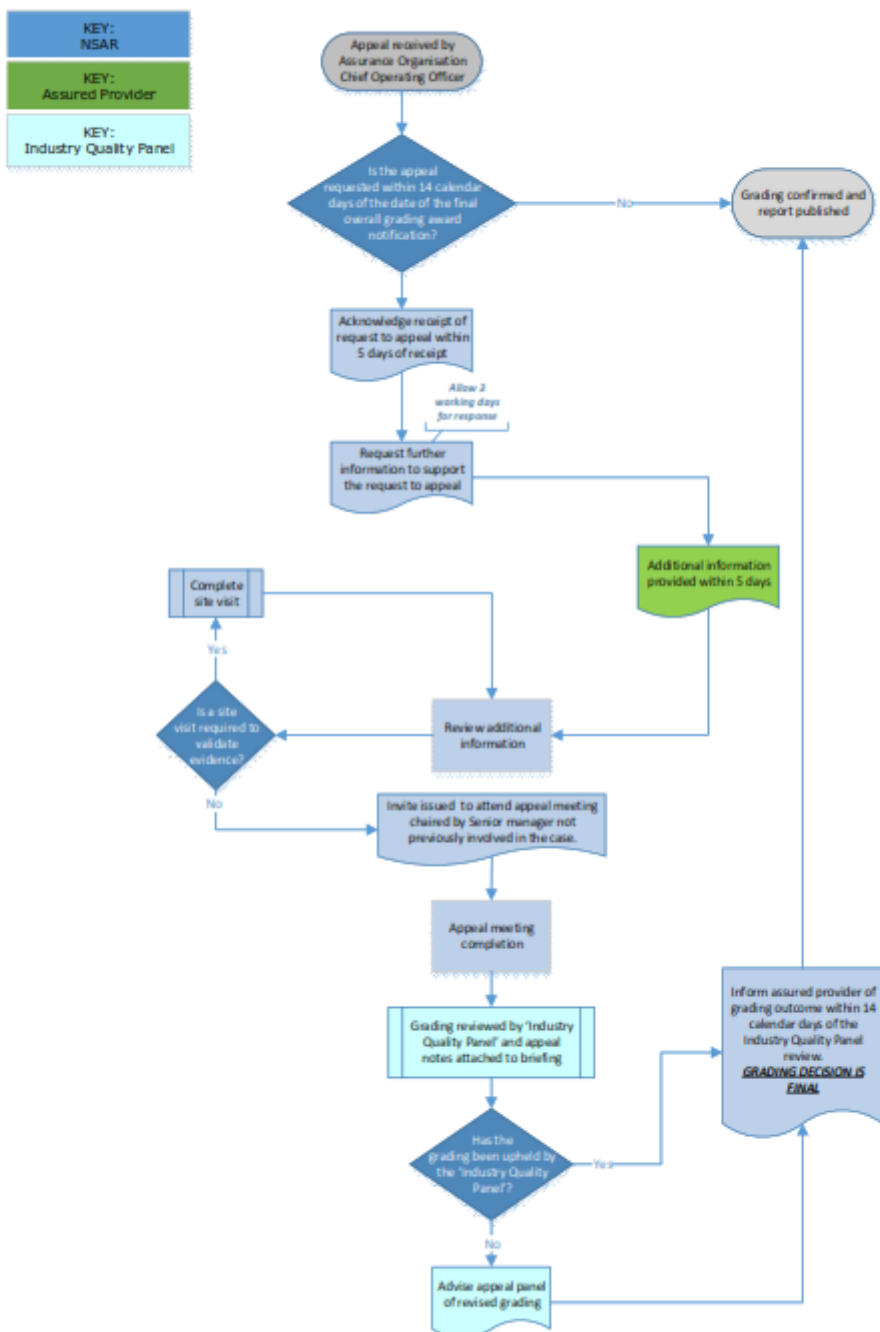 KEY:
NSAR
KEY:
Assured Provider
KEY:
Industry Quality Panel
Appeal received by
Assurance Organisation
Chief Operating Officer
Is the appeal
requested within 14 calendar
days of the date of the final
overall grading award
notification?
No
Grading confirmed and
report published
Acknowledge receipt of
request to appeal within
5 days of receipt
Allow 3
working days
for response
Request further
information to support
the request to appeal
Additional information
provided within 5 days
Complete
site visit
Yes
Is a site
visit required to
validate
evidence?
No
Review additional
information
Invite issued to attend appeal meeting
chaired by Senior manager not
previously involved in the case.
Appeal meeting
completion
Grading reviewed by 'Industry
Quality Panel' and appeal
notes attached to briefing
Inform assured provider of
grading outcome within 14
calendar days of the
Industry Quality Panel
review.
GRADING DECISION IS
FINAL
Has the
grading been upheld by
the 'Industry Quality
Panel'?
Yes
No
Advise appeal panel
of revised grading